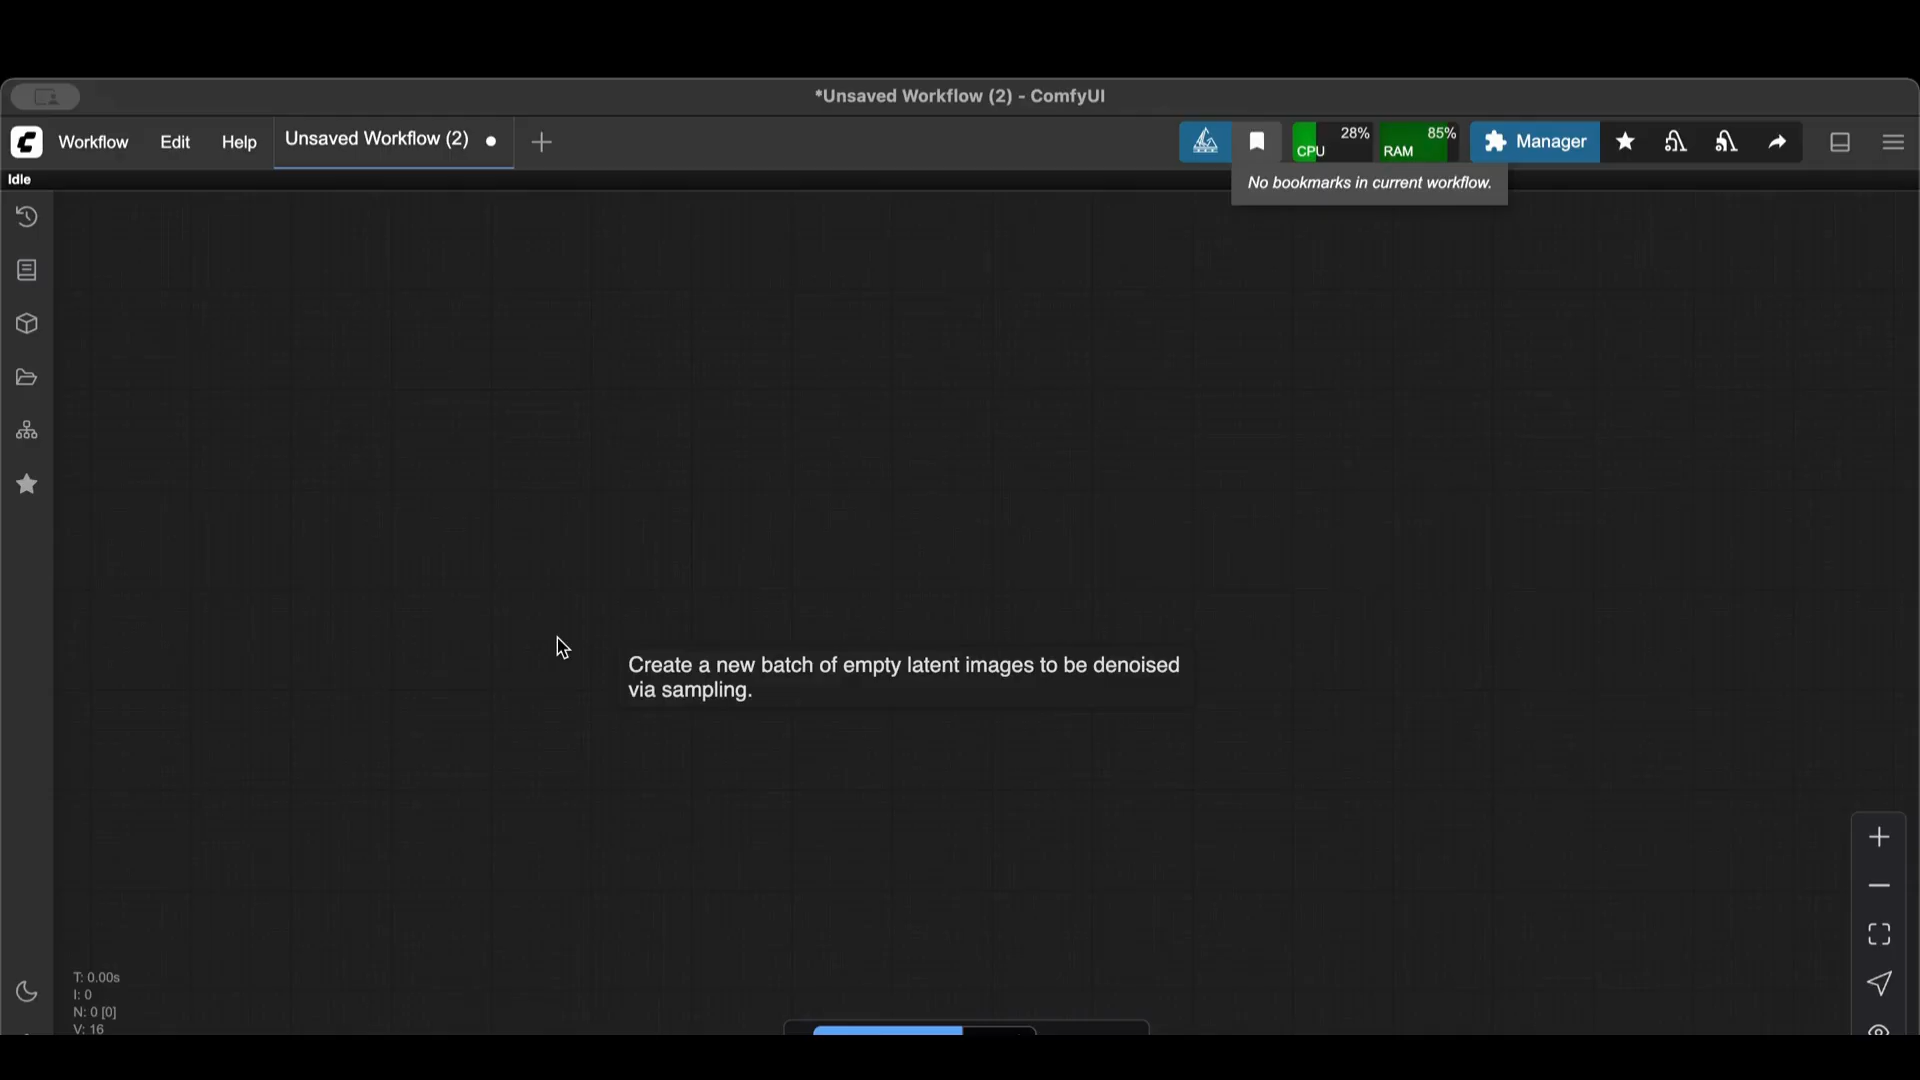 *Unsaved Workflow (2) - ComfyUI
Workflow Edit Help Unsaved Workflow (2)
CPU 28% RAM 85% Manager
Idle
No bookmarks in current workflow.
Create a new batch of empty latent images to be denoised
via sampling.
T: 0.00s
I: 0
N: 0 [0]
V: 16